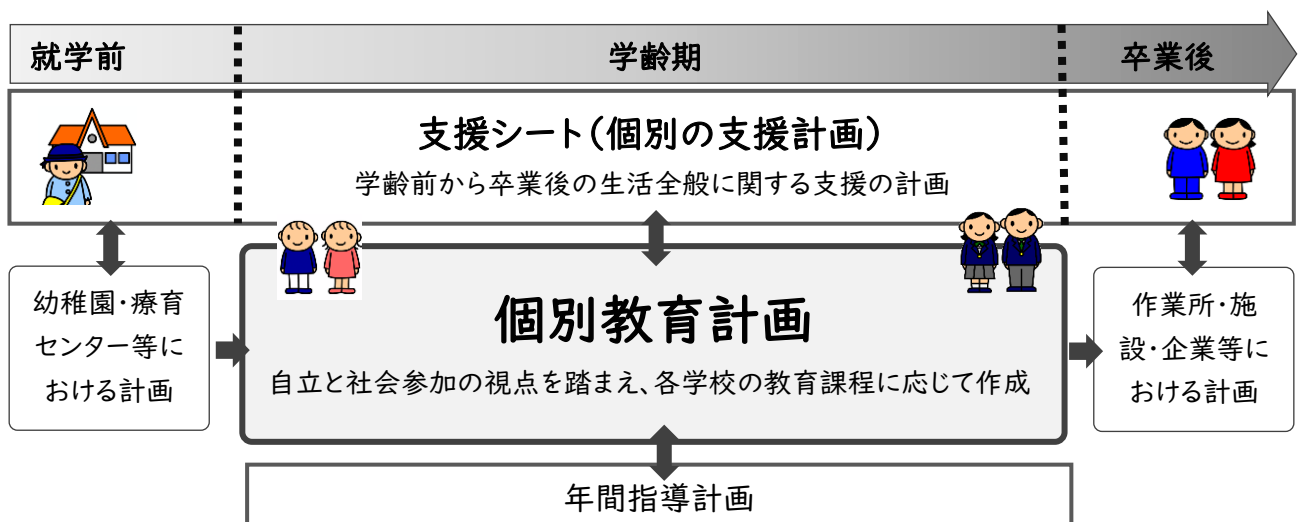 就学前
学齢期
卒業後
支援シート(個別の支援計画)
学齢前から卒業後の生活全般に関する支援の計画
幼稚園・療育
センター等に
おける計画
個別教育計画
自立と社会参加の視点を踏まえ、各学校の教育課程に応じて作成
作業所・施
設・企業等に
おける計画
年間指導計画